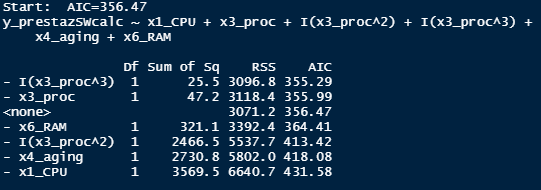 Start:  AIC=356.47
y_prestazSWcalc ~ x1_CPU + x3_proc + I(x3_proc^2) + I(x3_proc^3) +
    x4_aging + x6_RAM

               Df Sum of Sq    RSS    AIC
- I(x3_proc^3)  1      25.5 3096.8 355.29
- x3_proc       1      47.2 3118.4 355.99
<none>                      3071.2 356.47
- x6_RAM        1     321.1 3392.4 364.41
- I(x3_proc^2)  1    2466.5 5537.7 413.42
- x4_aging      1    2730.8 5802.0 418.08
- x1_CPU        1    3569.5 6640.7 431.58